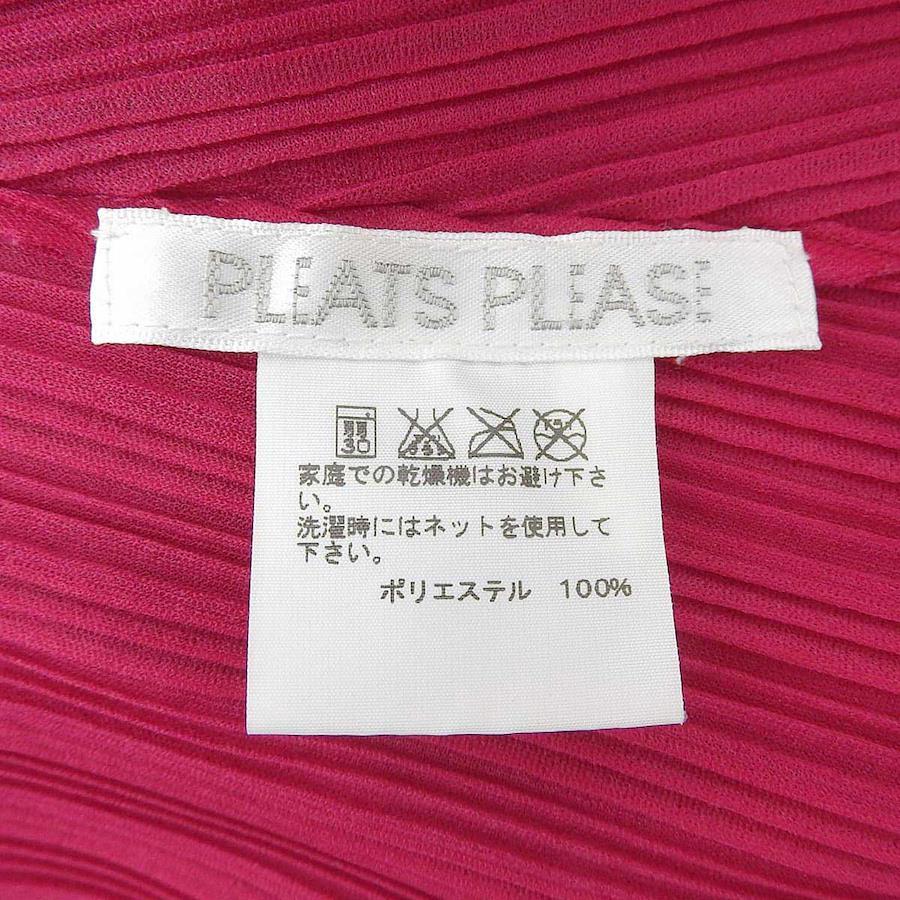 PLEATS PLEASE
弱
30
家庭での乾燥機はお避け下さ
い。
洗濯時にはネットを使用して
下さい。
ポリエステル 100%